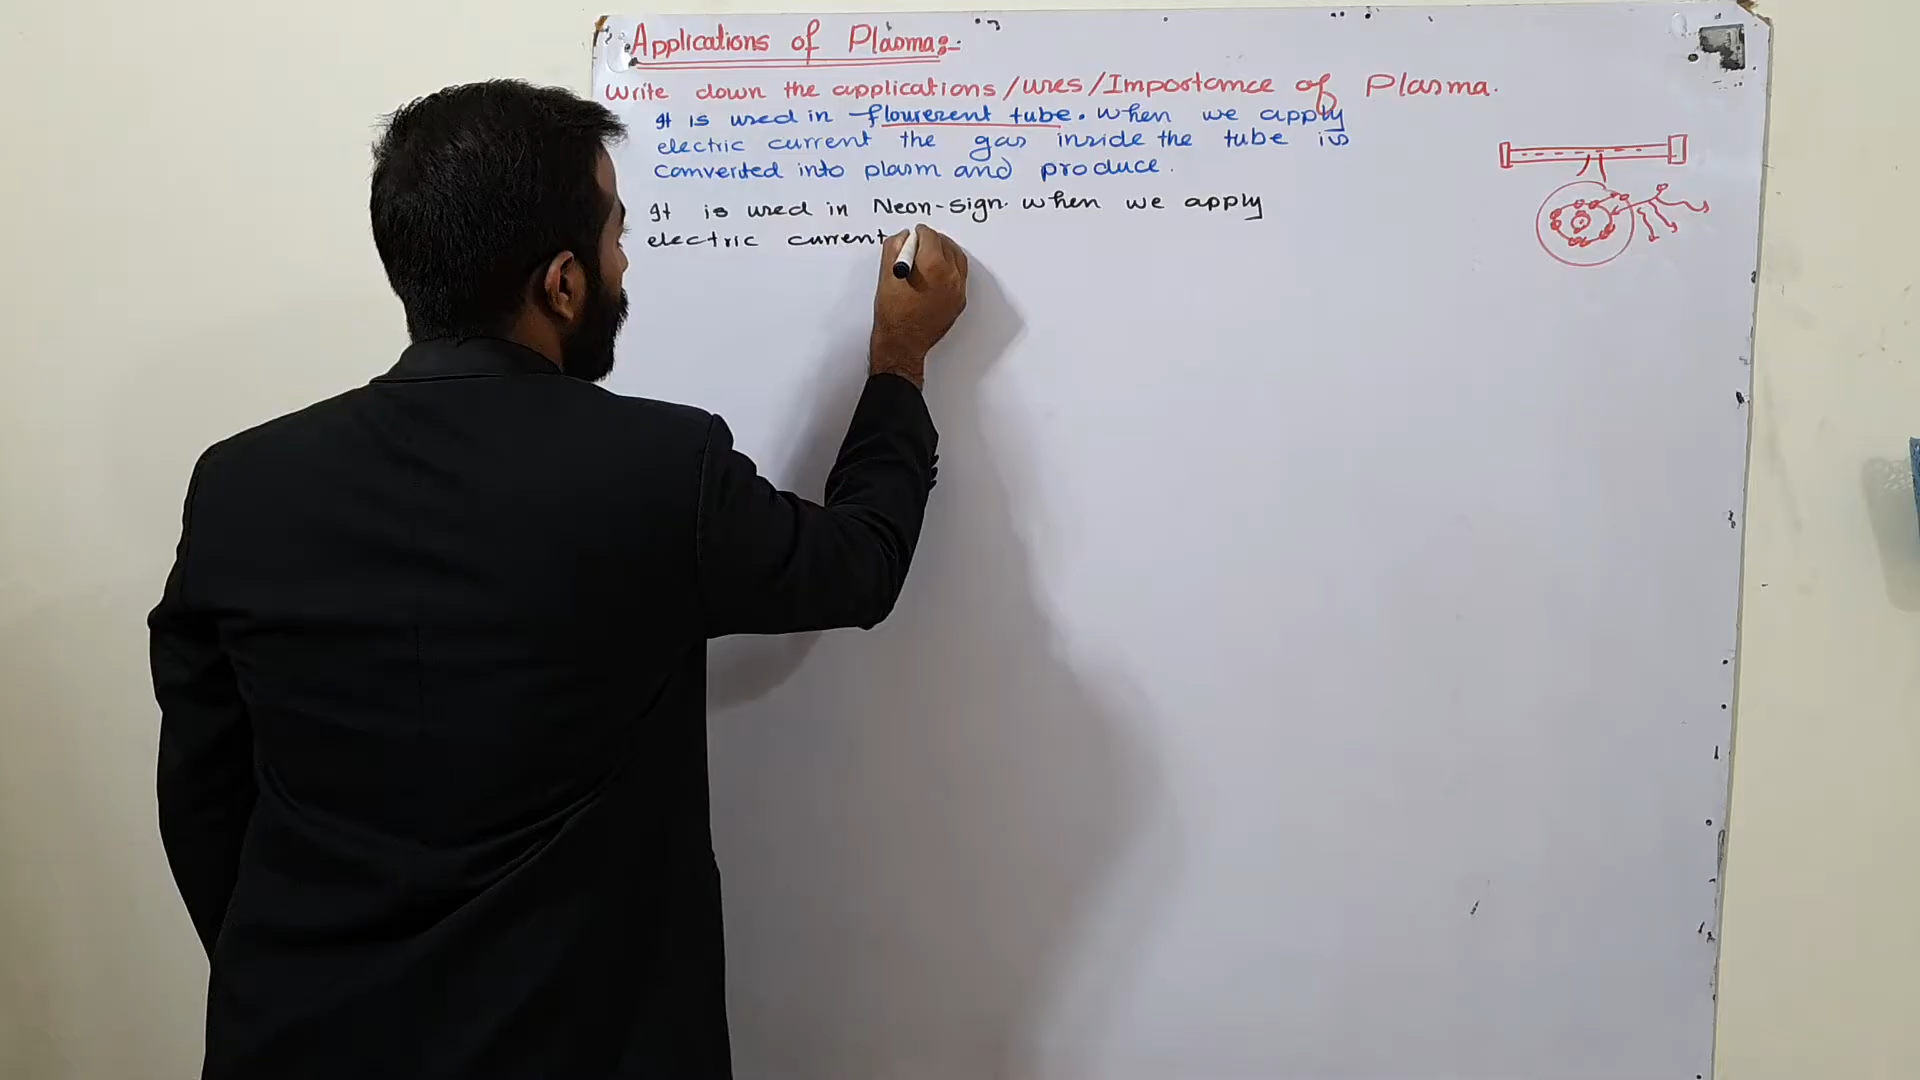 Applications of Plasma:-
Write down the applications/uses/Importance of Plasma.
It is used in flouresent tube. When we apply
electric current the gas inside the tube is
converted into plasm and produce.
It is used in Neon-sign. when we apply
electric current